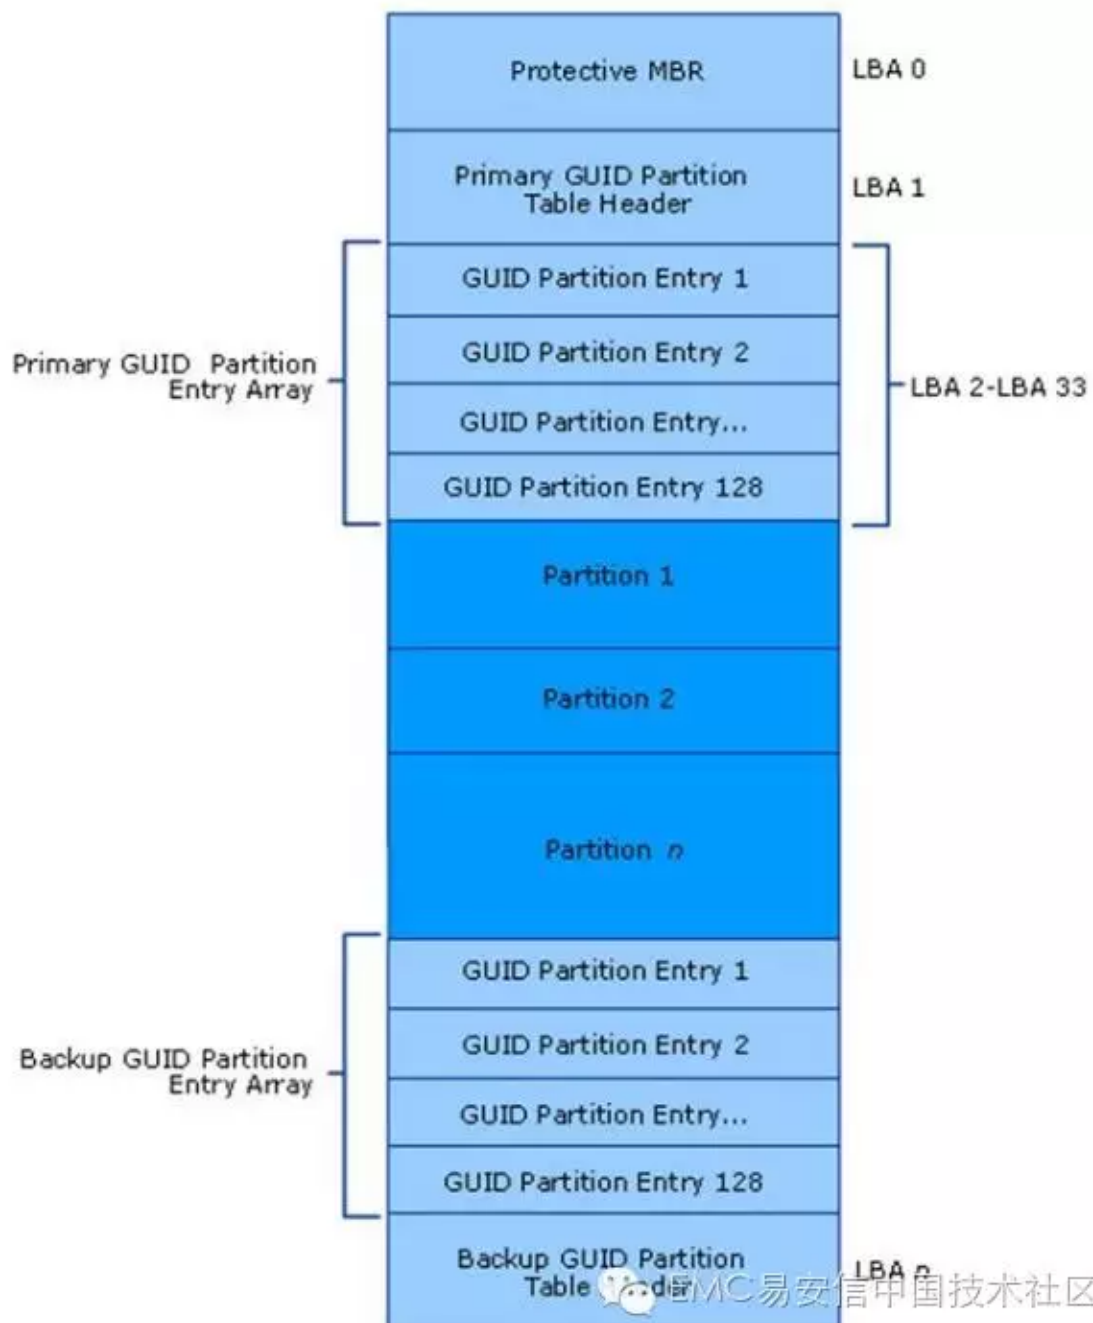 Protective MBR
LBA 0
Primary GUID Partition
Table Header
LBA 1
GUID Partition Entry 1
GUID Partition Entry 2
Primary GUID Partition
Entry Array
LBA 2-LBA 33
GUID Partition Entry...
GUID Partition Entry 128
Partition 1
Partition 2
Partition n
GUID Partition Entry 1
GUID Partition Entry 2
Backup GUID Partition
Entry Array
GUID Partition Entry...
GUID Partition Entry 128
Backup GUID Partition
Table
LBA n
EMC易安信中国技术社区